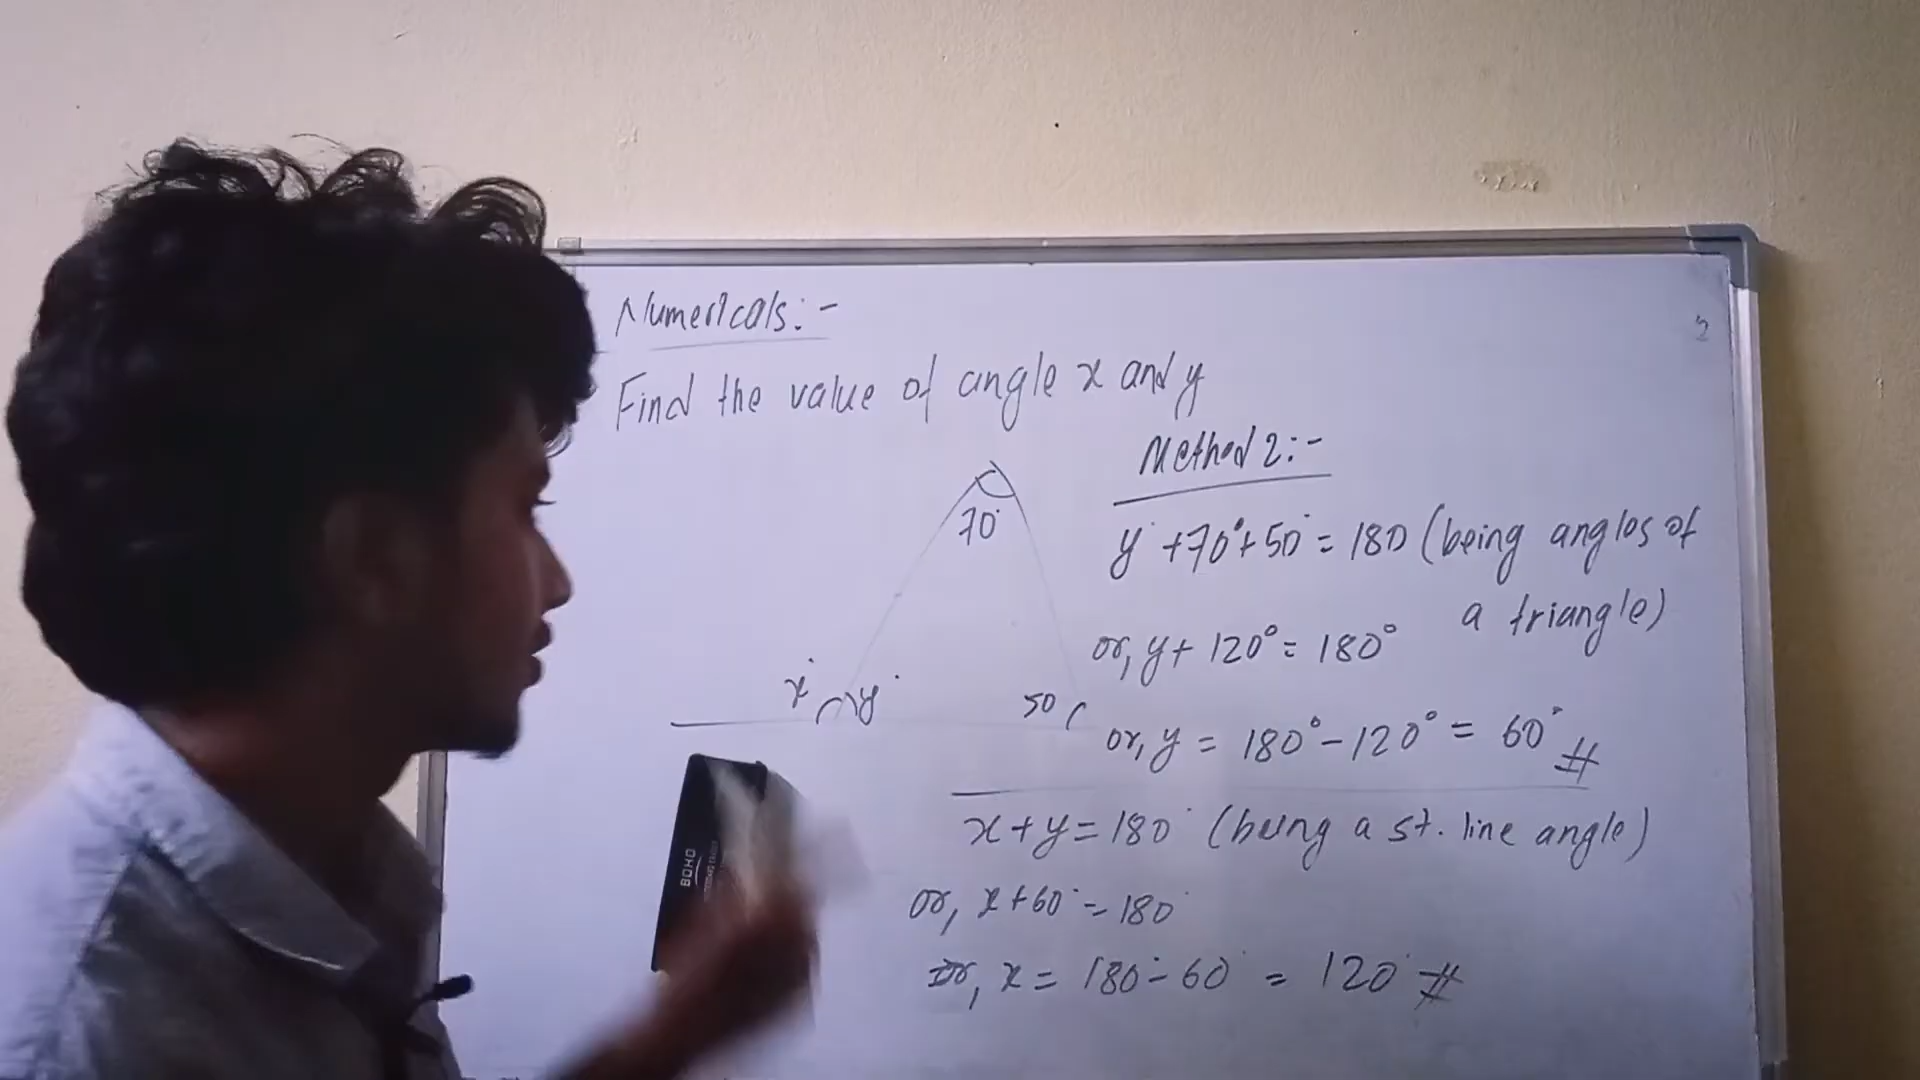 Numericals:-
Find the value of angle x and y
Method 2:-
70°
y° +70°+50° = 180 (being angles of
a triangle)
or, y + 120° = 180°
x° y°
50
or, y = 180° - 120° = 60° #
x + y = 180° (being a st. line angle)
or, x + 60° = 180°
or, x = 180° - 60° = 120° #
BOHO